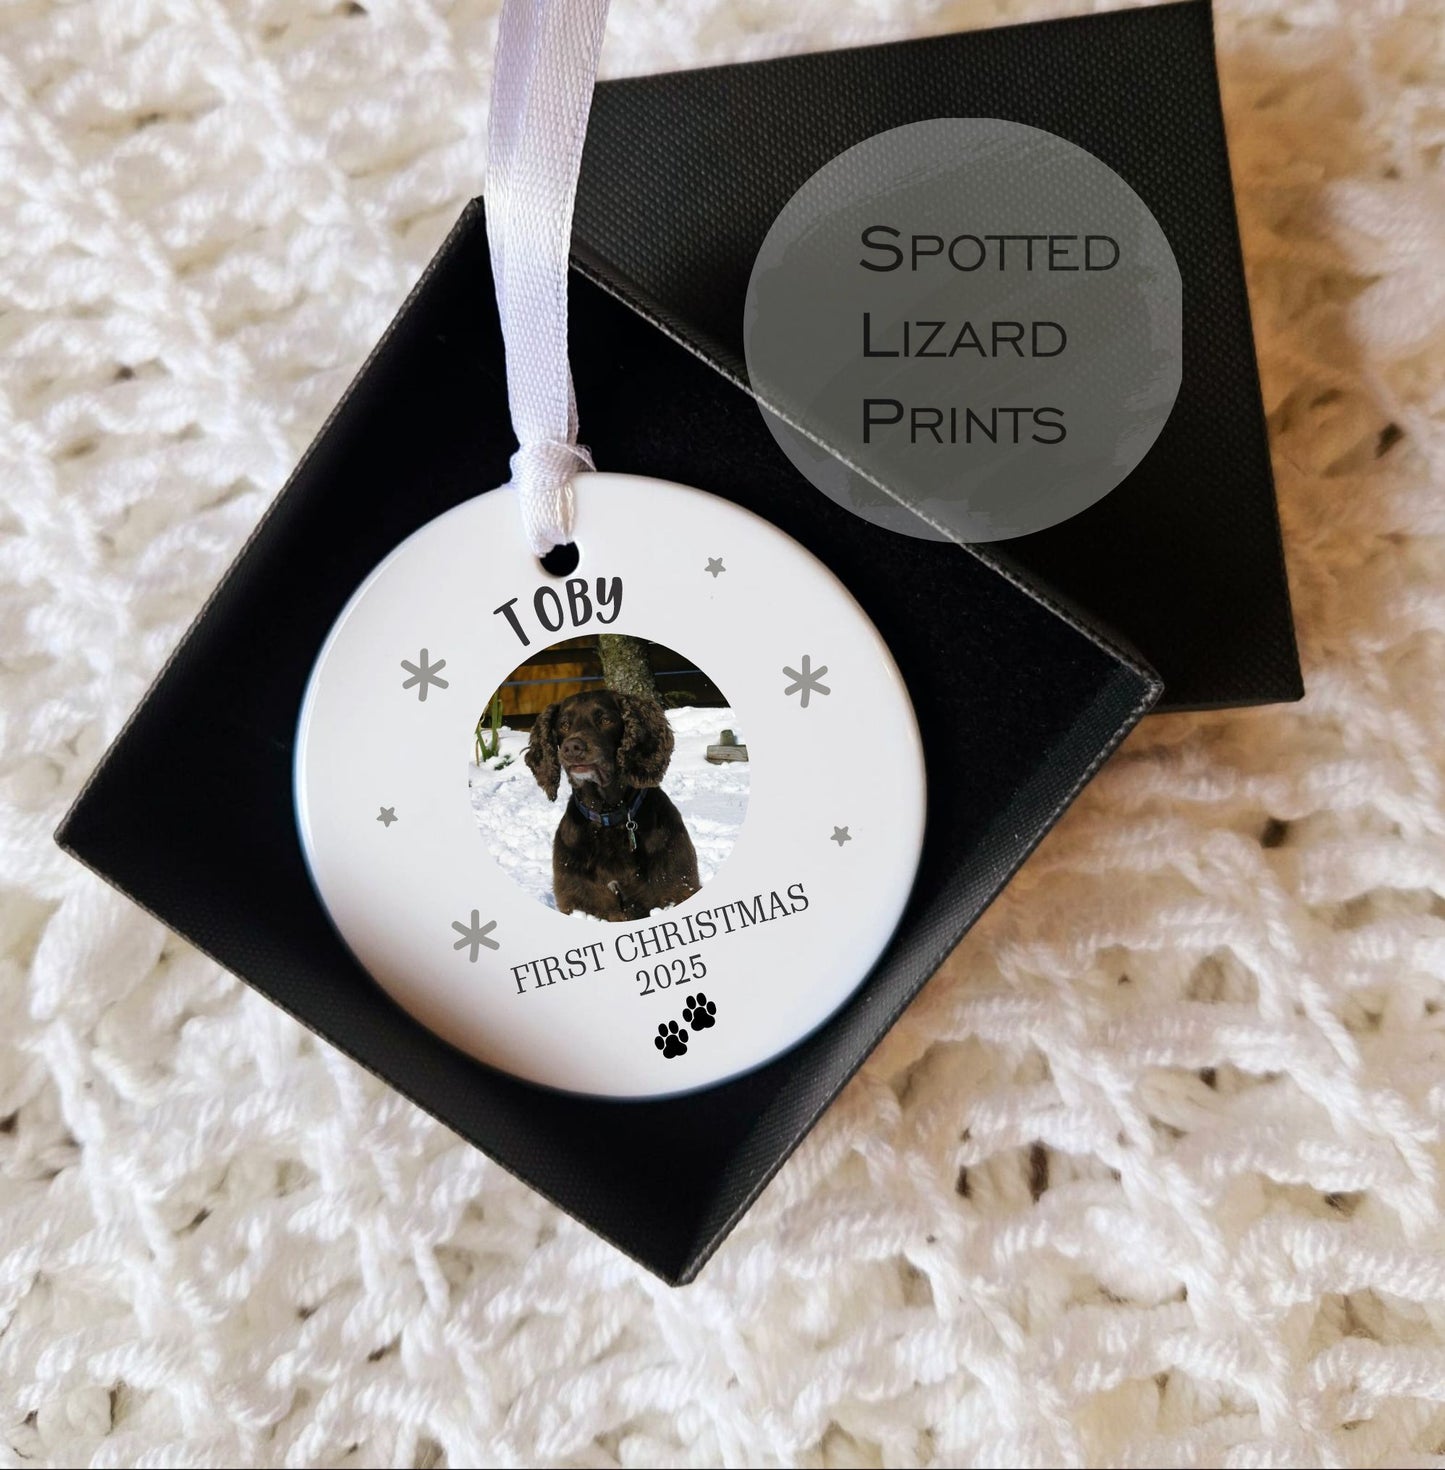 SPOTTED
LIZARD
PRINTS
TOBY
FIRST CHRISTMAS
2025